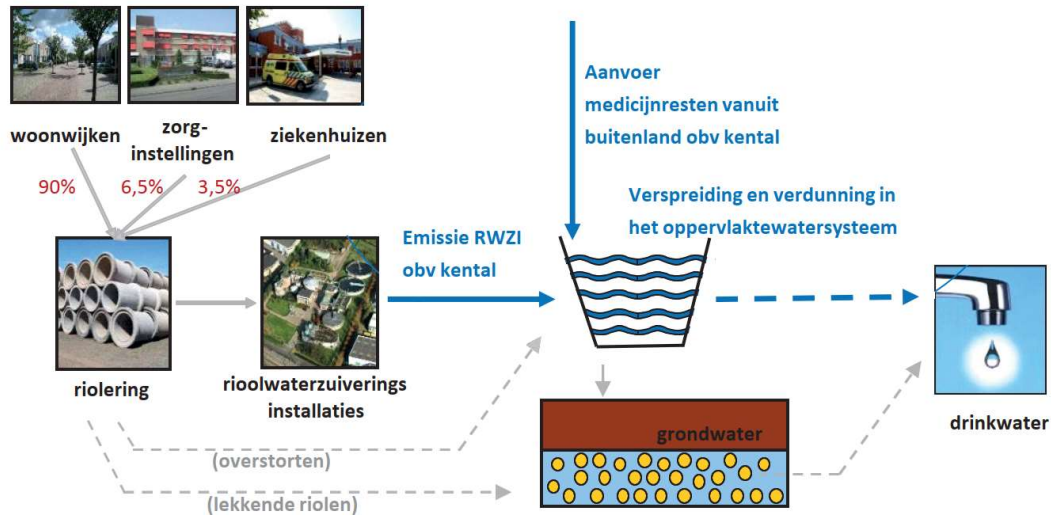 woonwijken
zorg-
instellingen
ziekenhuizen
90%
6,5%
3,5%
Aanvoer
medicijnresten vanuit
buitenland obv kental
Verspreiding en verdunning in
het oppervlaktewatersysteem
Emissie RWZI
obv kental
riolering
rioolwaterzuiverings
installaties
grondwater
drinkwater
(overstorten)
(lekkende riolen)